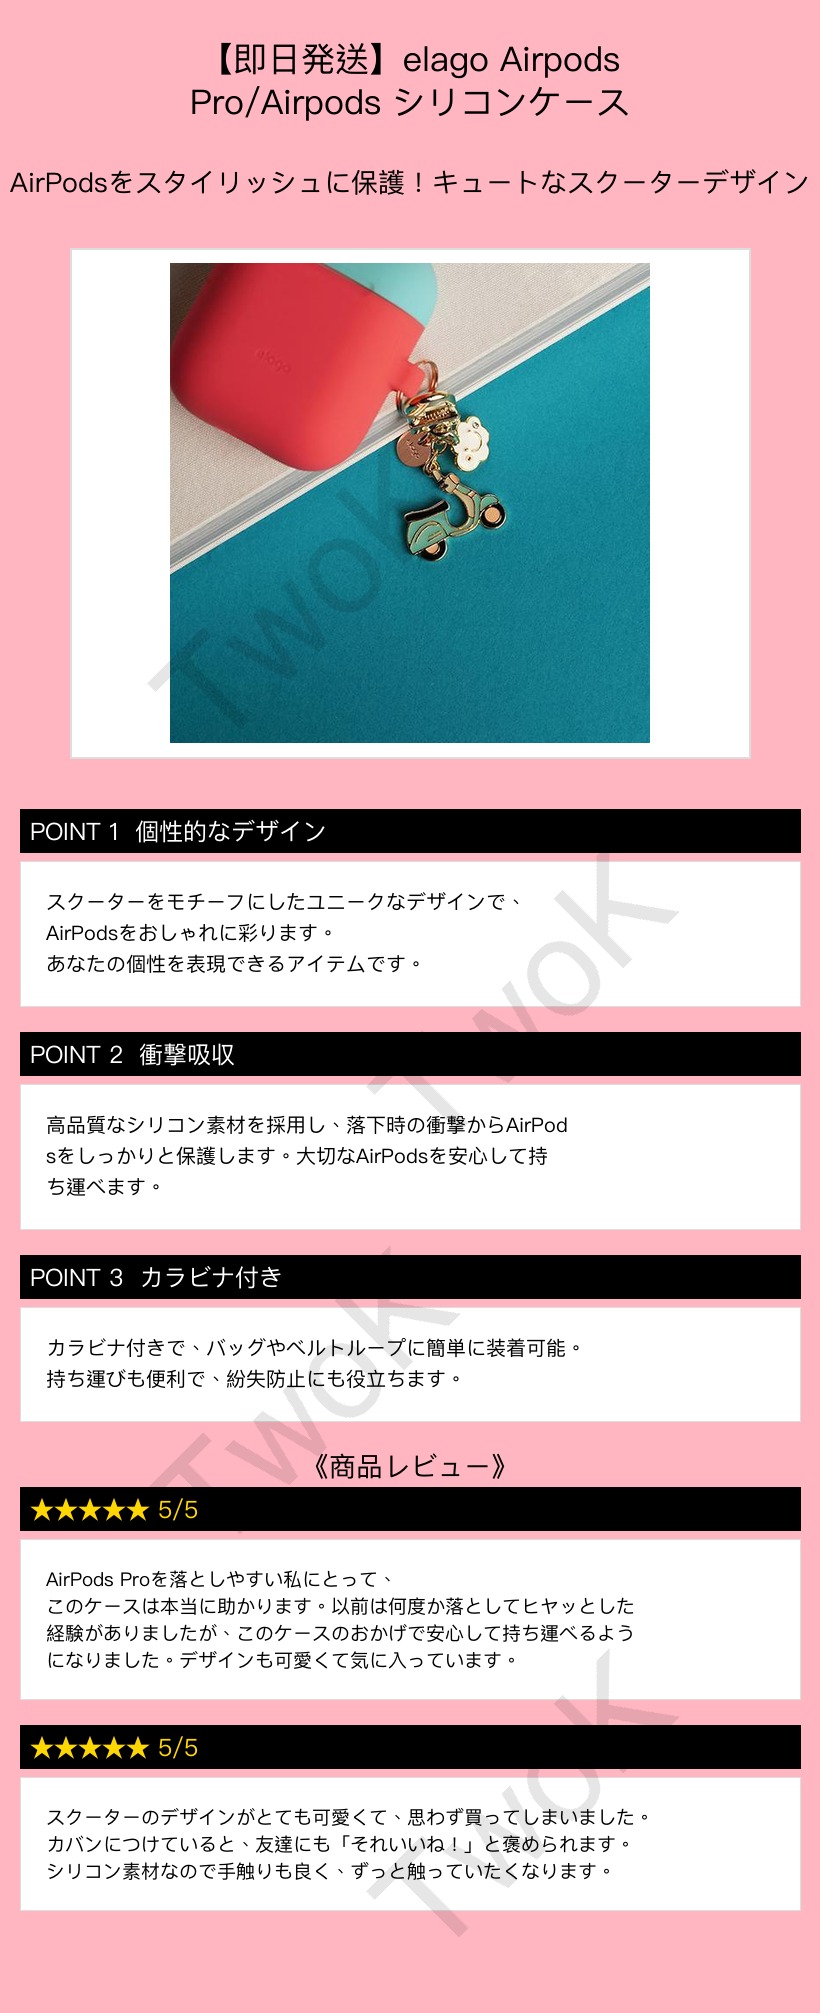 【即日発送】elago Airpods
Pro/Airpods シリコンケース
AirPodsをスタイリッシュに保護！キュートなスクーターデザイン
elago
TwoK
POINT 1 個性的なデザイン
スクーターをモチーフにしたユニークなデザインで、
AirPodsをおしゃれに彩ります。
あなたの個性を表現できるアイテムです。
TwoK
POINT 2 衝撃吸収
高品質なシリコン素材を採用し、落下時の衝撃からAirPod
sをしっかりと保護します。大切なAirPodsを安心して持
ち運べます。
POINT 3 カラビナ付き
カラビナ付きで、バッグやベルトループに簡単に装着可能。
持ち運びも便利で、紛失防止にも役立ちます。
TwoK
《商品レビュー》
★★★★★ 5/5
AirPods Proを落としやすい私にとって、
このケースは本当に助かります。以前は何度か落としてヒヤッとした
経験がありましたが、このケースのおかげで安心して持ち運べるよう
になりました。デザインも可愛くて気に入っています。
★★★★★ 5/5
スクーターのデザインがとても可愛くて、思わず買ってしまいました。
カバンにつけていると、友達にも「それいいね！」と褒められます。
シリコン素材なので手触りも良く、ずっと触っていたくなります。
TwoK